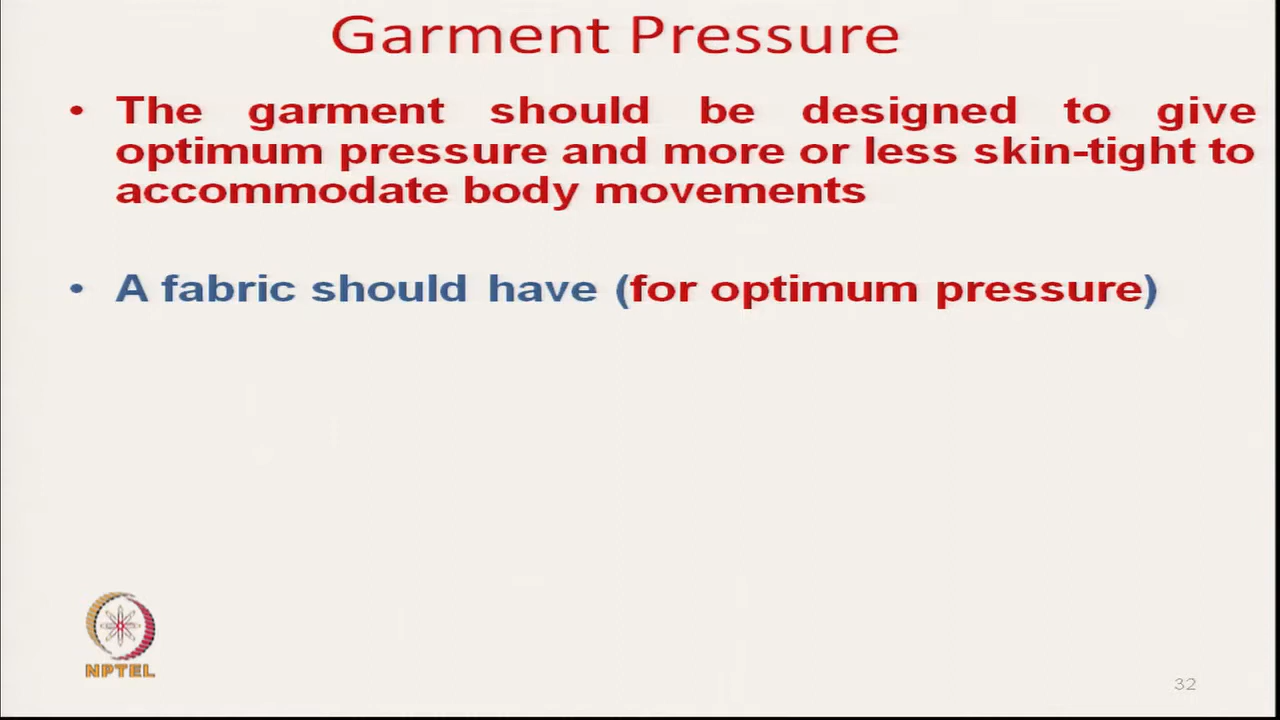 Garment Pressure
• The garment should be designed to give
optimum pressure and more or less skin-tight to
accommodate body movements
• A fabric should have (for optimum pressure)
NPTEL
32